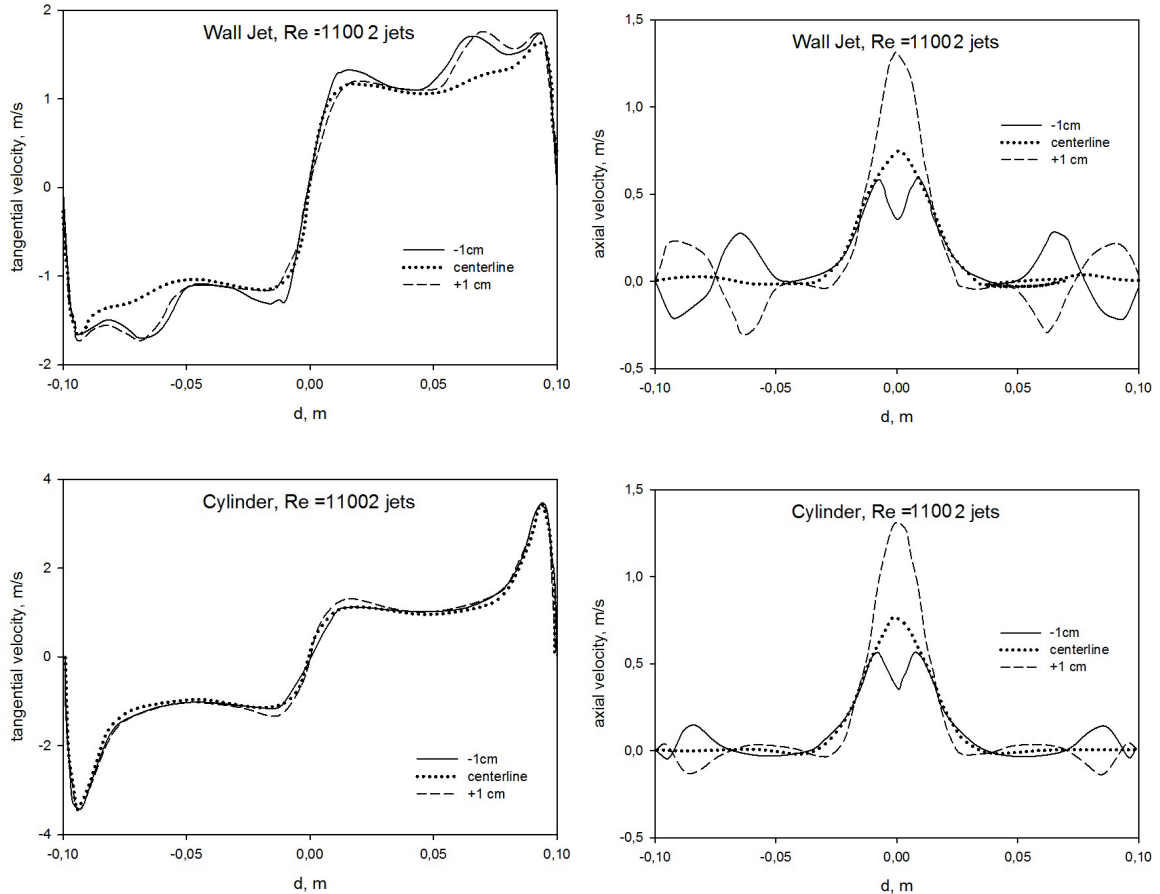 Wall Jet, Re =1100 2 jets
tangential velocity, m/s
2
1
0
-1
-2
-0,10
-0,05
0,00
0,05
0,10
d, m
-1cm
centerline
+1 cm
Wall Jet, Re =1100 2 jets
axial velocity, m/s
1,5
1,0
0,5
0,0
-0,5
-0,10
-0,05
0,00
0,05
0,10
d, m
-1cm
centerline
+1 cm
Cylinder, Re =11002 jets
tangential velocity, m/s
4
2
0
-2
-4
-0,10
-0,05
0,00
0,05
0,10
d, m
-1cm
centerline
+1 cm
Cylinder, Re =1100 2 jets
axial velocity, m/s
1,5
1,0
0,5
0,0
-0,5
-0,10
-0,05
0,00
0,05
0,10
d, m
-1cm
centerline
+1 cm